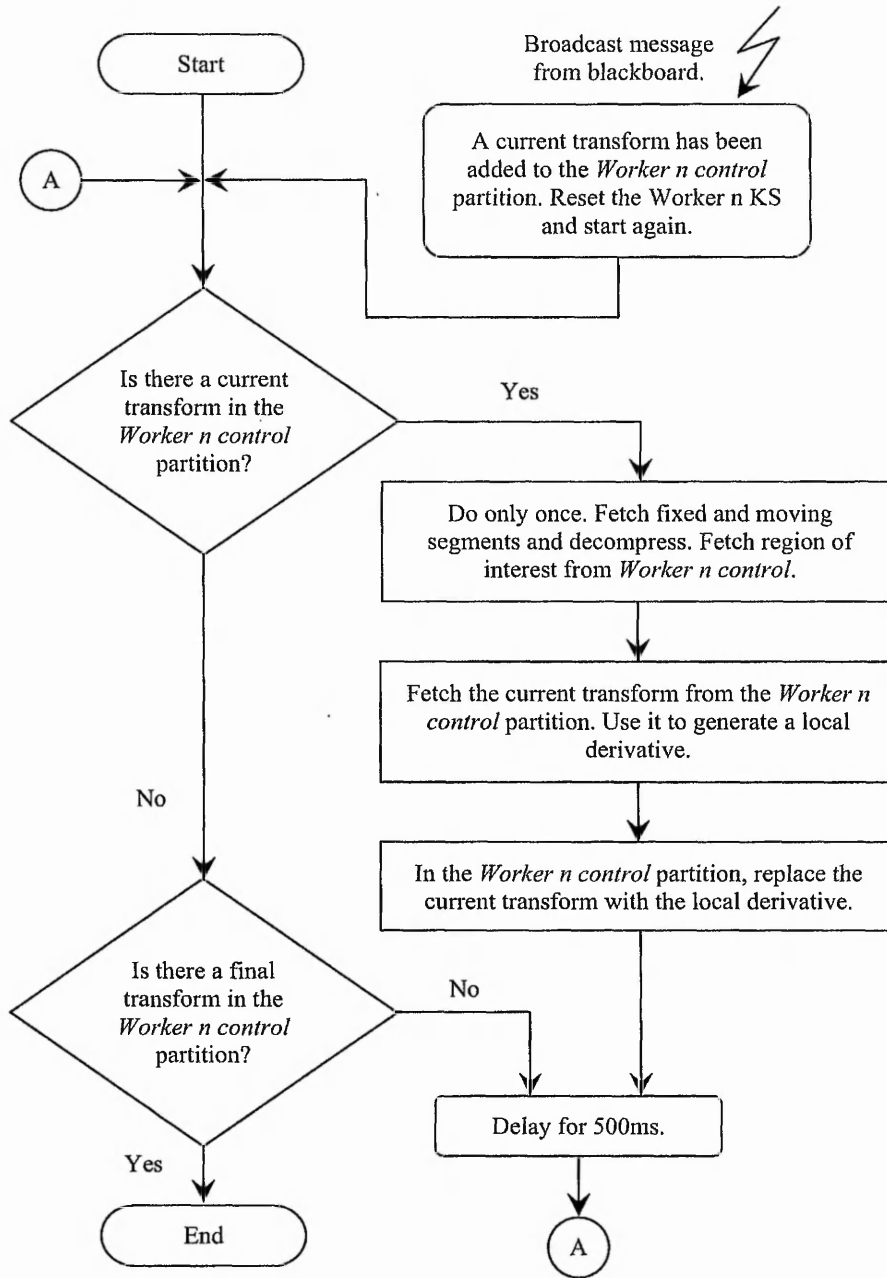 Start
Broadcast message
from blackboard.
A current transform has been
added to the Worker n control
partition. Reset the Worker n KS
and start again.
A
Is there a current
transform in the
Worker n control
partition?
Yes
Do only once. Fetch fixed and moving
segments and decompress. Fetch region of
interest from Worker n control.
Fetch the current transform from the Worker n
control partition. Use it to generate a local
derivative.
No
In the Worker n control partition, replace the
current transform with the local derivative.
Is there a final
transform in the
Worker n control
partition?
No
Delay for 500ms.
Yes
End
A